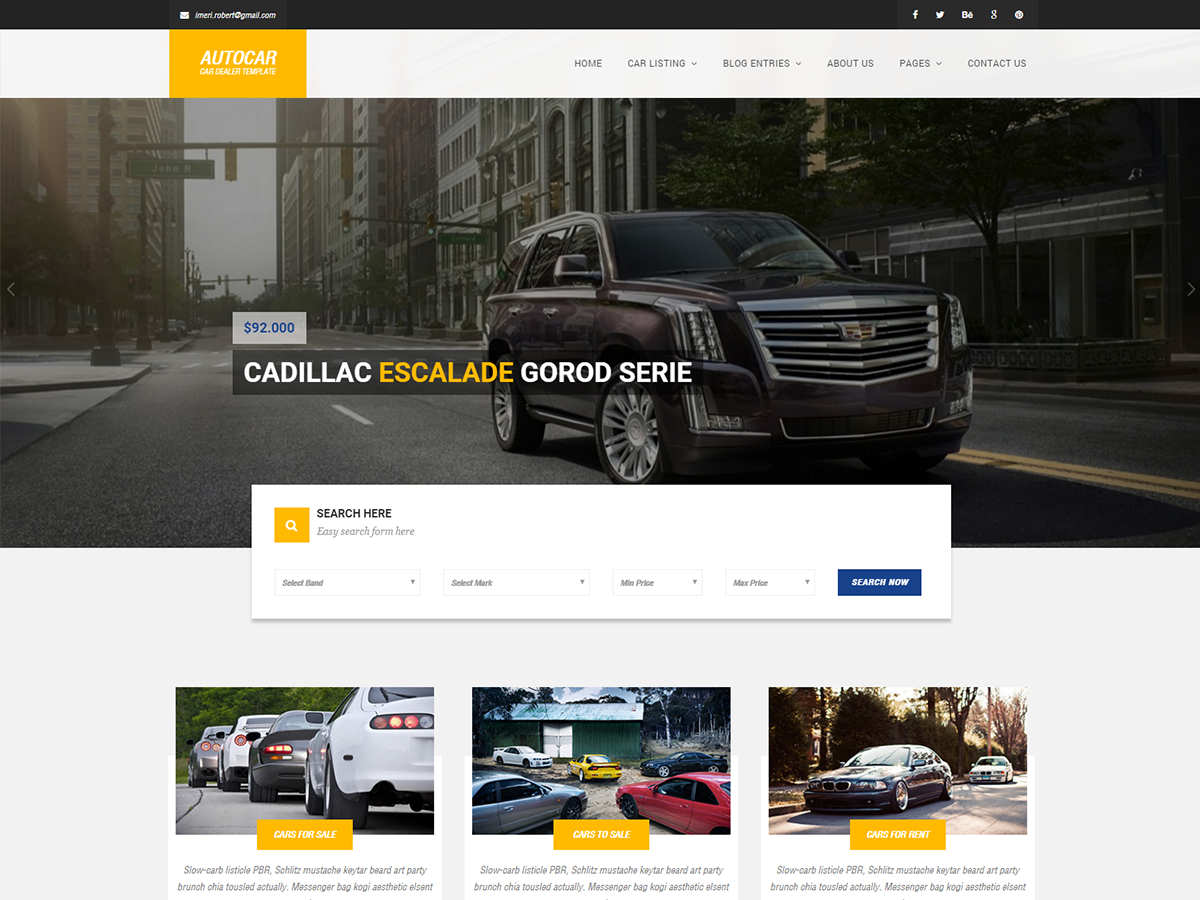 imeri.robert@gmail.com
AUTOCAR
CAR DEALER TEMPLATE
HOME
CAR LISTING
BLOG ENTRIES
ABOUT US
PAGES
CONTACT US
John R
$92.000
CADILLAC ESCALADE GOROD SERIE
SEARCH HERE
Easy search form here
Select Band
Select Mark
Min Price
Max Price
SEARCH NOW
CARS FOR SALE
Slow-carb listicle PBR, Schlitz mustache keytar beard art party
brunch chia tousled actually. Messenger bag kogi aesthetic elsent
CARS TO SALE
Slow-carb listicle PBR, Schlitz mustache keytar beard art party
brunch chia tousled actually. Messenger bag kogi aesthetic elsent
CARS FOR RENT
Slow-carb listicle PBR, Schlitz mustache keytar beard art party
brunch chia tousled actually. Messenger bag kogi aesthetic elsent